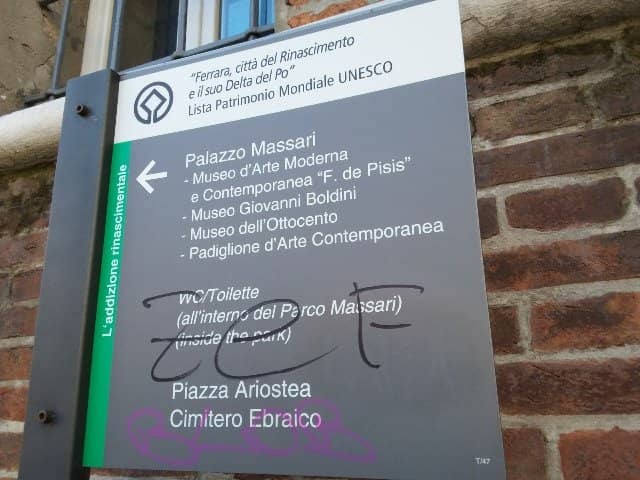 "Ferrara, città del Rinascimento
e il suo Delta del Po"
Lista Patrimonio Mondiale UNESCO
L'addizione rinascimentale
Palazzo Massari
- Museo d'Arte Moderna
e Contemporanea "F. de Pisis"
- Museo Giovanni Boldini
- Museo dell'Ottocento
- Padiglione d'Arte Contemporanea
WC/Toilette
(all'interno del Parco Massari)
(inside the park)
zeF
Piazza Ariostea
Cimitero Ebraico
T/47